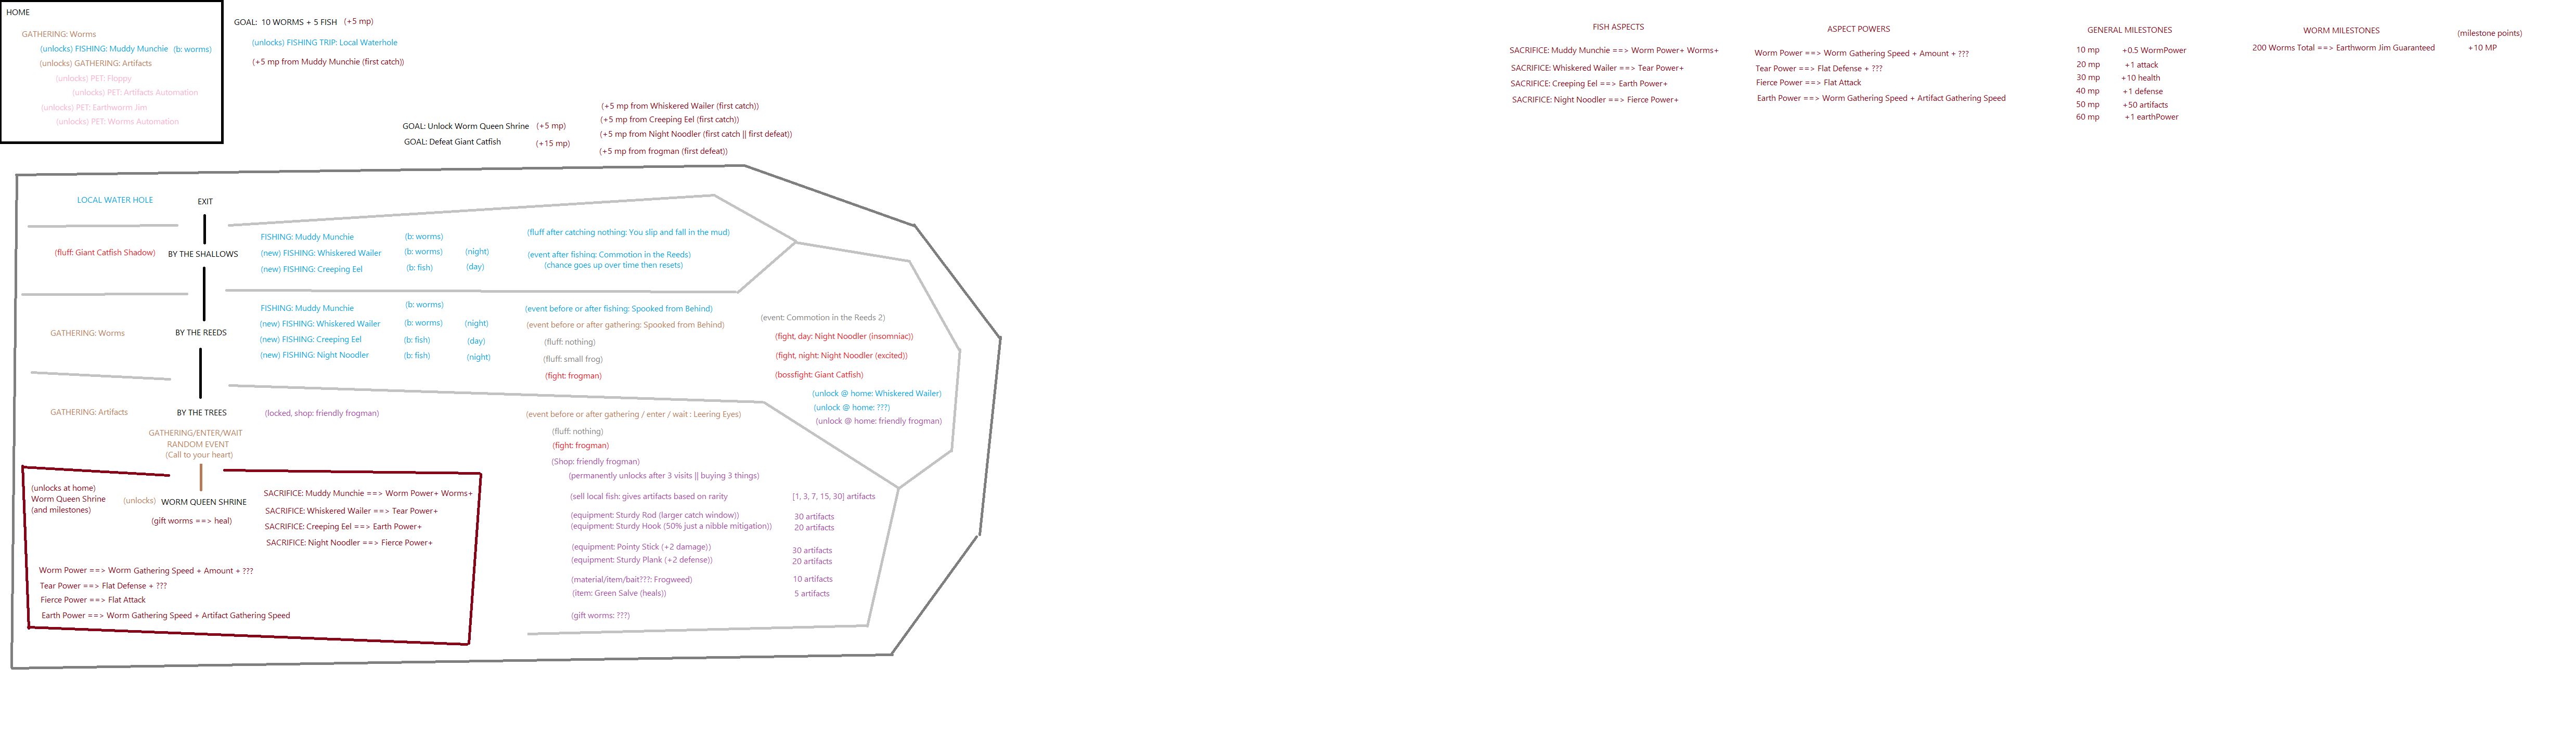 HOME
GATHERING: Worms
(unlocks) FISHING: Muddy Munchie (b: worms)
(unlocks) GATHERING: Artifacts
(unlocks) PET: Floppy
(unlocks) PET: Artifacts Automation
(unlocks) PET: Earthworm Jim
(unlocks) PET: Worms Automation
GOAL: 10 WORMS + 5 FISH (+5 mp)
(unlocks) FISHING TRIP: Local Waterhole
(+5 mp from Muddy Munchie (first catch))
GOAL: Unlock Worm Queen Shrine (+5 mp)
GOAL: Defeat Giant Catfish (+15 mp)
(+5 mp from Whiskered Wailer (first catch))
(+5 mp from Creeping Eel (first catch))
(+5 mp from Night Noodler (first catch || first defeat))
(+5 mp from frogman (first defeat))
FISH ASPECTS
SACRIFICE: Muddy Munchie ==> Worm Power+ Worms+
SACRIFICE: Whiskered Wailer ==> Tear Power+
SACRIFICE: Creeping Eel ==> Earth Power+
SACRIFICE: Night Noodler ==> Fierce Power+
ASPECT POWERS
Worm Power ==> Worm Gathering Speed + Amount + ???
Tear Power ==> Flat Defense + ???
Fierce Power ==> Flat Attack
Earth Power ==> Worm Gathering Speed + Artifact Gathering Speed
GENERAL MILESTONES
10 mp +0.5 WormPower
20 mp +1 attack
30 mp +10 health
40 mp +1 defense
50 mp +50 artifacts
60 mp +1 earthPower
WORM MILESTONES (milestone points)
200 Worms Total ==> Earthworm Jim Guaranteed +10 MP
LOCAL WATER HOLE
EXIT
(fluff: Giant Catfish Shadow) BY THE SHALLOWS
FISHING: Muddy Munchie (b: worms)
(new) FISHING: Whiskered Wailer (b: worms) (night)
(new) FISHING: Creeping Eel (b: fish) (day)
(fluff after catching nothing: You slip and fall in the mud)
(event after fishing: Commotion in the Reeds)
(chance goes up over time then resets)
GATHERING: Worms BY THE REEDS
FISHING: Muddy Munchie (b: worms)
(new) FISHING: Whiskered Wailer (b: worms) (night)
(new) FISHING: Creeping Eel (b: fish) (day)
(new) FISHING: Night Noodler (b: fish) (night)
(event before or after fishing: Spooked from Behind)
(event before or after gathering: Spooked from Behind)
(fluff: nothing)
(fluff: small frog)
(fight: frogman)
(event: Commotion in the Reeds 2)
(fight, day: Night Noodler (insomniac))
(fight, night: Night Noodler (excited))
(bossfight: Giant Catfish)
(unlock @ home: Whiskered Wailer)
(unlock @ home: ???)
(unlock @ home: friendly frogman)
GATHERING: Artifacts BY THE TREES (locked, shop: friendly frogman)
GATHERING/ENTER/WAIT
RANDOM EVENT
(Call to your heart)
(event before or after gathering / enter / wait : Leering Eyes)
(fluff: nothing)
(fight: frogman)
(Shop: friendly frogman)
(permanently unlocks after 3 visits || buying 3 things)
(sell local fish: gives artifacts based on rarity [1, 3, 7, 15, 30] artifacts
(equipment: Sturdy Rod (larger catch window)) 30 artifacts
(equipment: Sturdy Hook (50% just a nibble mitigation)) 20 artifacts
(equipment: Pointy Stick (+2 damage)) 30 artifacts
(equipment: Sturdy Plank (+2 defense)) 20 artifacts
(material/item/bait???: Frogweed) 10 artifacts
(item: Green Salve (heals)) 5 artifacts
(gift worms: ???)
(unlocks at home)
Worm Queen Shrine
(and milestones)
(unlocks) WORM QUEEN SHRINE
(gift worms ==> heal)
SACRIFICE: Muddy Munchie ==> Worm Power+ Worms+
SACRIFICE: Whiskered Wailer ==> Tear Power+
SACRIFICE: Creeping Eel ==> Earth Power+
SACRIFICE: Night Noodler ==> Fierce Power+
Worm Power ==> Worm Gathering Speed + Amount + ???
Tear Power ==> Flat Defense + ???
Fierce Power ==> Flat Attack
Earth Power ==> Worm Gathering Speed + Artifact Gathering Speed